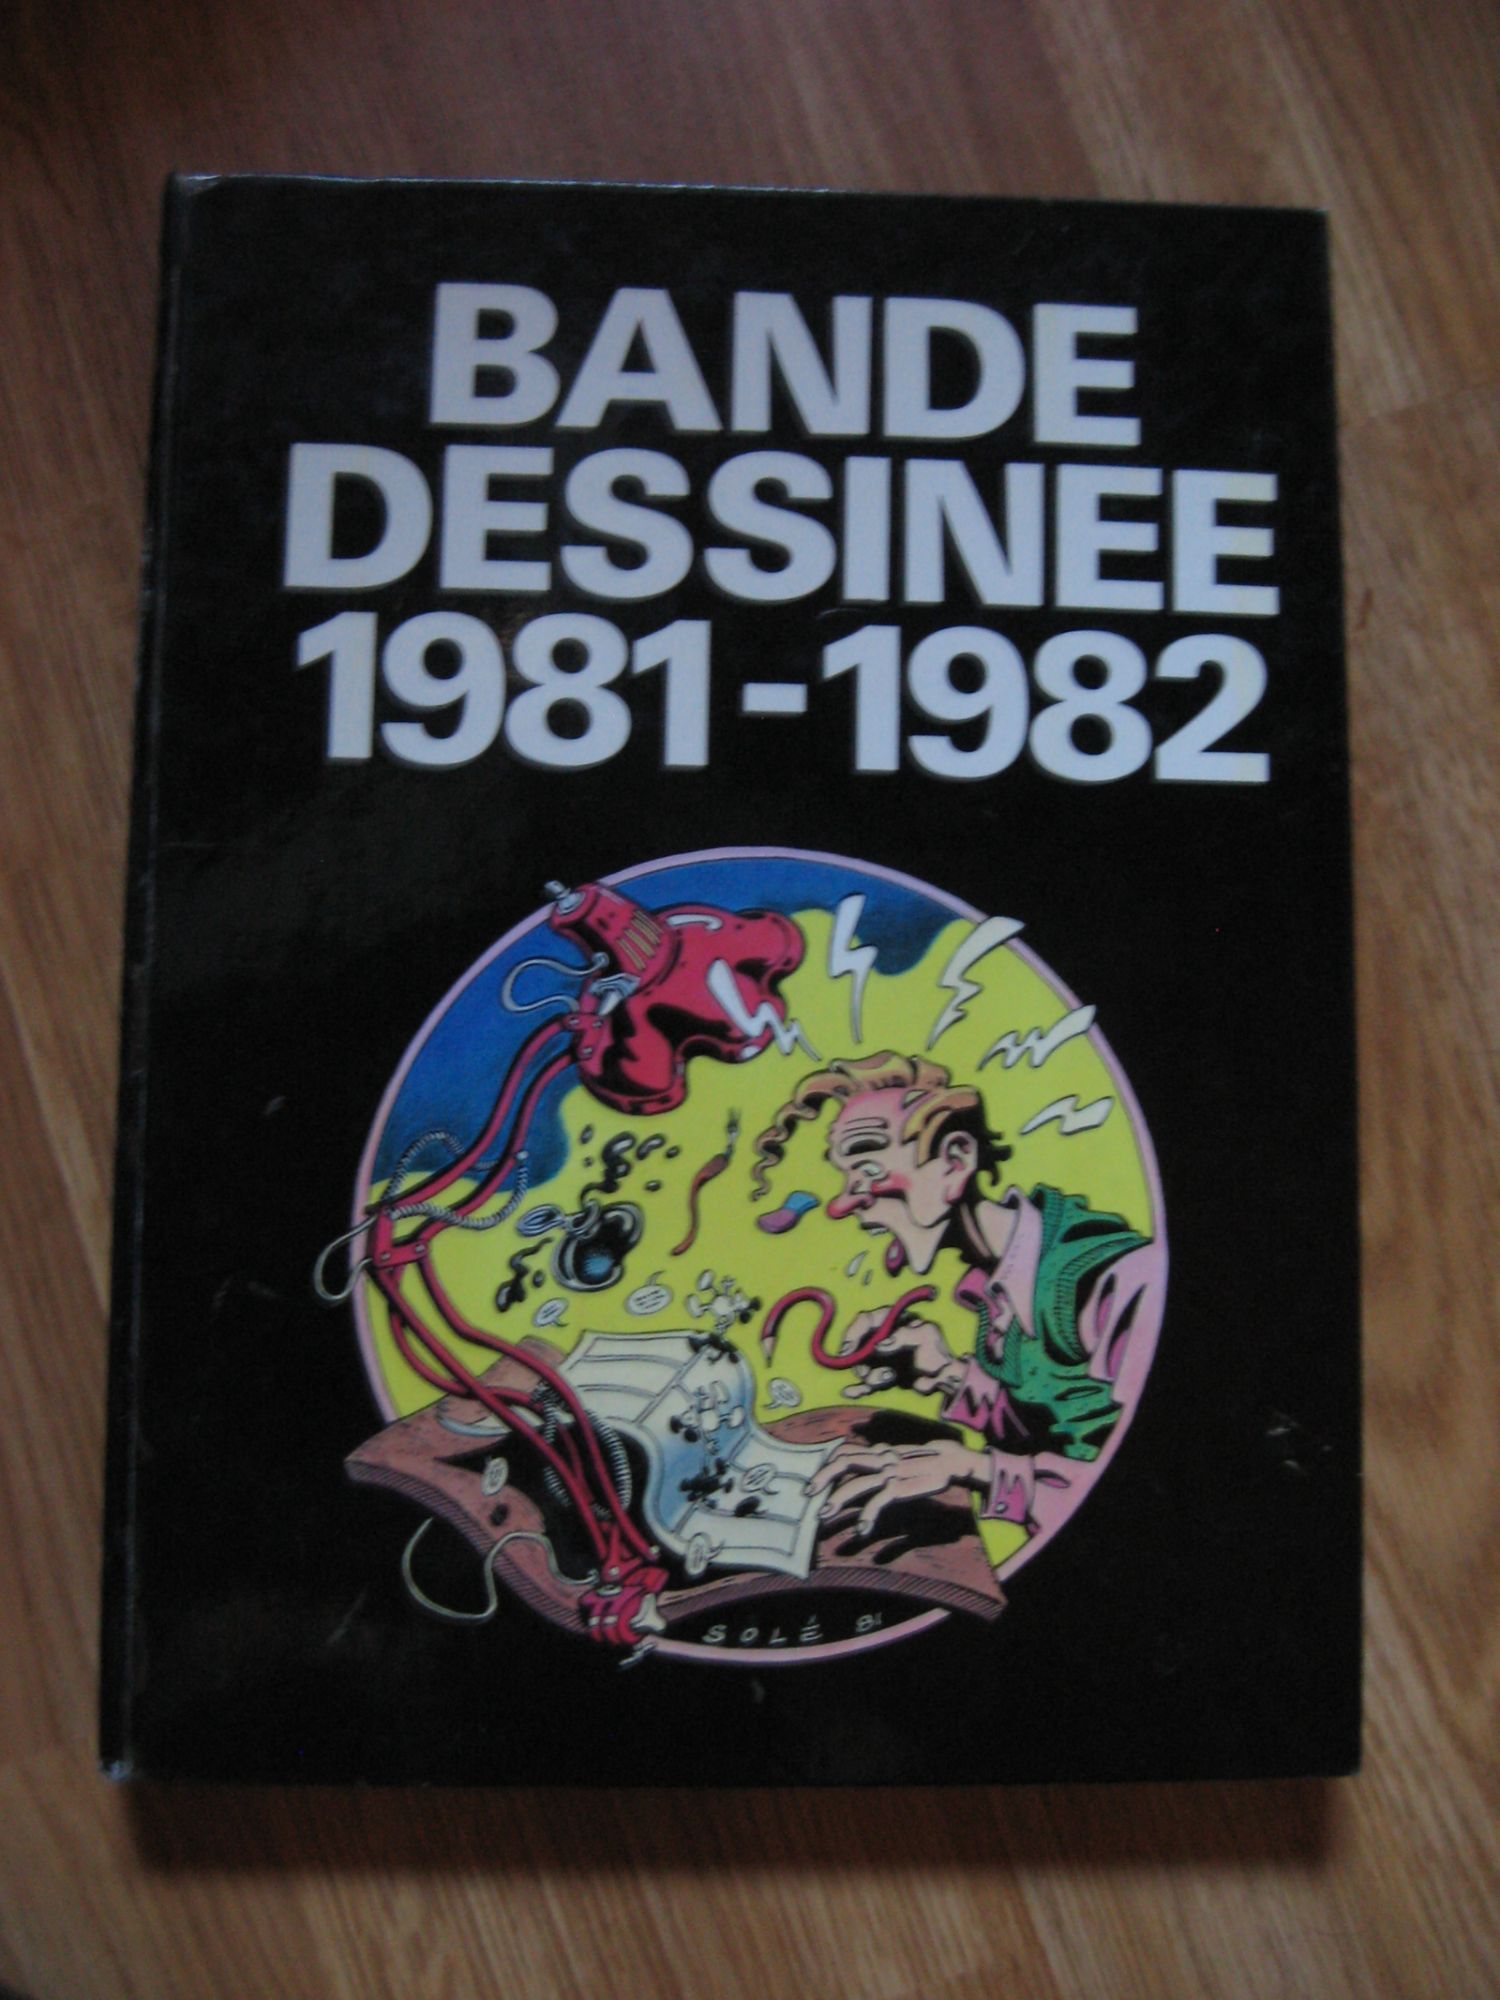 BANDE
DESSINEE
1981-1982
SOLÉ 81